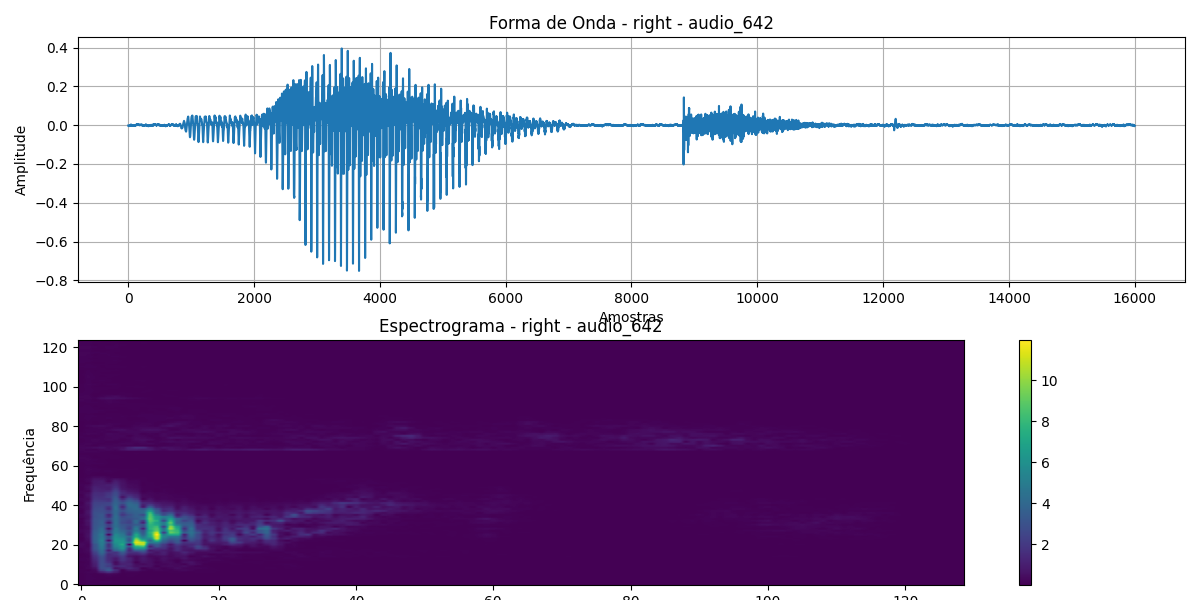 Forma de Onda - right - audio_642
0.4
0.2
0.0
−0.2
−0.4
−0.6
−0.8
Amplitude
0 2000 4000 6000 8000 10000 12000 14000 16000
Amostras
Espectrograma - right - audio_642
120
100
80
60
40
20
0
Frequência
10
8
6
4
2
0 20 40 60 80 100 120